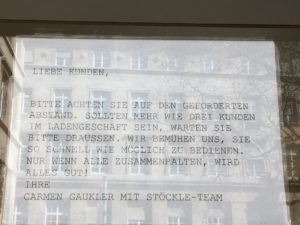 LIEBE KUNDEN,
BITTE ACHTEN SIE AUF DEN GEFORDERTEN
ABSTAND. SOLLTEN MEHR WIE DREI KUNDEN
IM LADENGESCHÄFT SEIN, WARTEN SIE
BITTE DRAUSSEN. WIR BEMÜHEN UNS, SIE
SO SCHNELL WIE MÖGLICH ZU BEDIENEN.
NUR WENN ALLE ZUSAMMENHALTEN, WIRD
ALLES GUT!
IHRE
CARMEN GAUKLER MIT STÖCKLE-TEAM